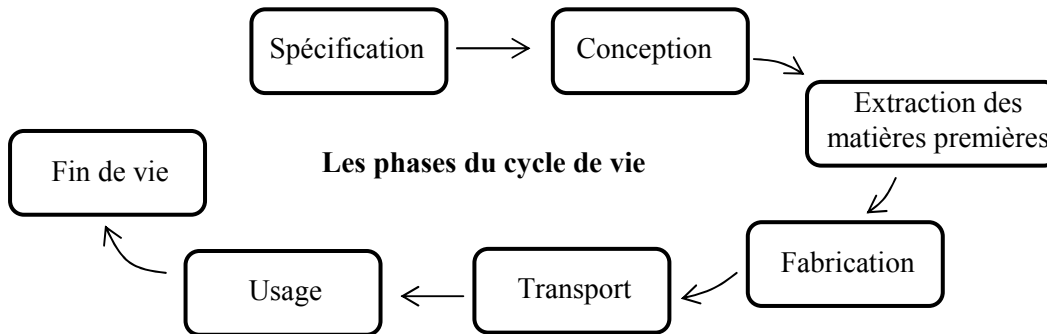 Spécification
Conception
Extraction des
matières premières
Fin de vie
Les phases du cycle de vie
Fabrication
Transport
Usage